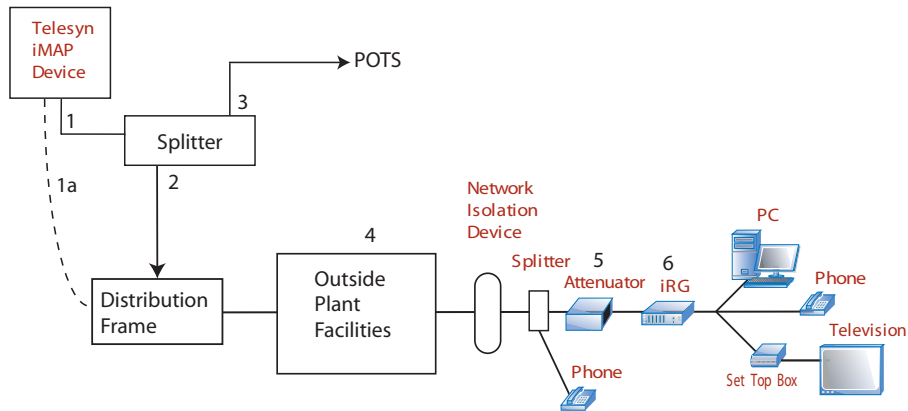 Telesyn
iMAP
Device
POTS
3
1
Splitter
1a
2
Network
Isolation
Device
4
PC
Splitter
5
6
Attenuator
iRG
Phone
Outside
Plant
Facilities
Distribution
Frame
Television
Phone
Set Top Box